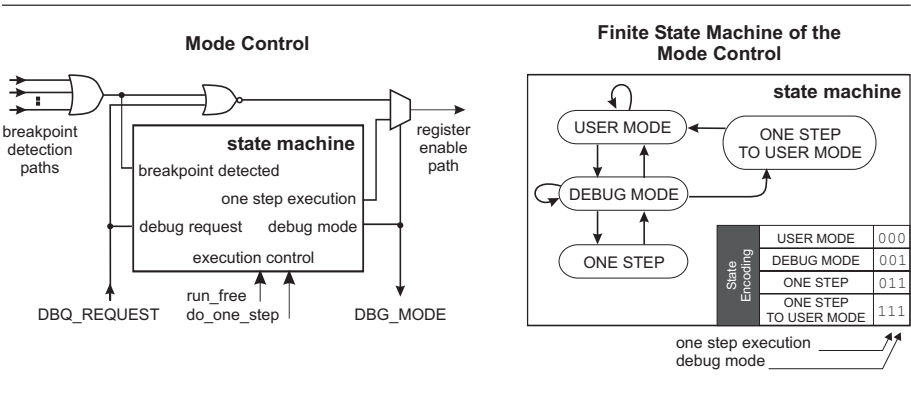 Mode Control
breakpoint
detection
paths
state machine
breakpoint detected
one step execution
debug request
debug mode
execution control
register
enable
path
run_free
do_one_step
DBQ_REQUEST
DBG_MODE
Finite State Machine of the
Mode Control
state machine
USER MODE
ONE STEP
TO USER MODE
DEBUG MODE
ONE STEP
State
Encoding
USER MODE 000
DEBUG MODE 001
ONE STEP 011
ONE STEP
TO USER MODE 111
one step execution
debug mode